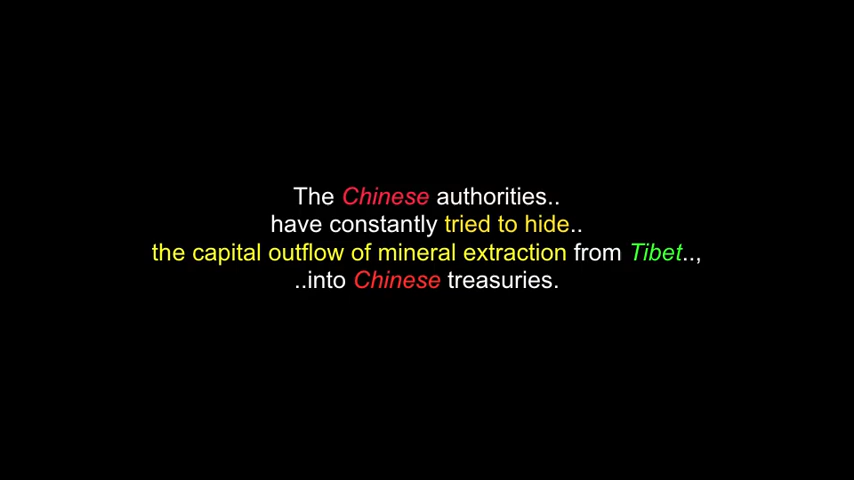 The Chinese authorities..
have constantly tried to hide..
the capital outflow of mineral extraction from Tibet..,
..into Chinese treasuries.